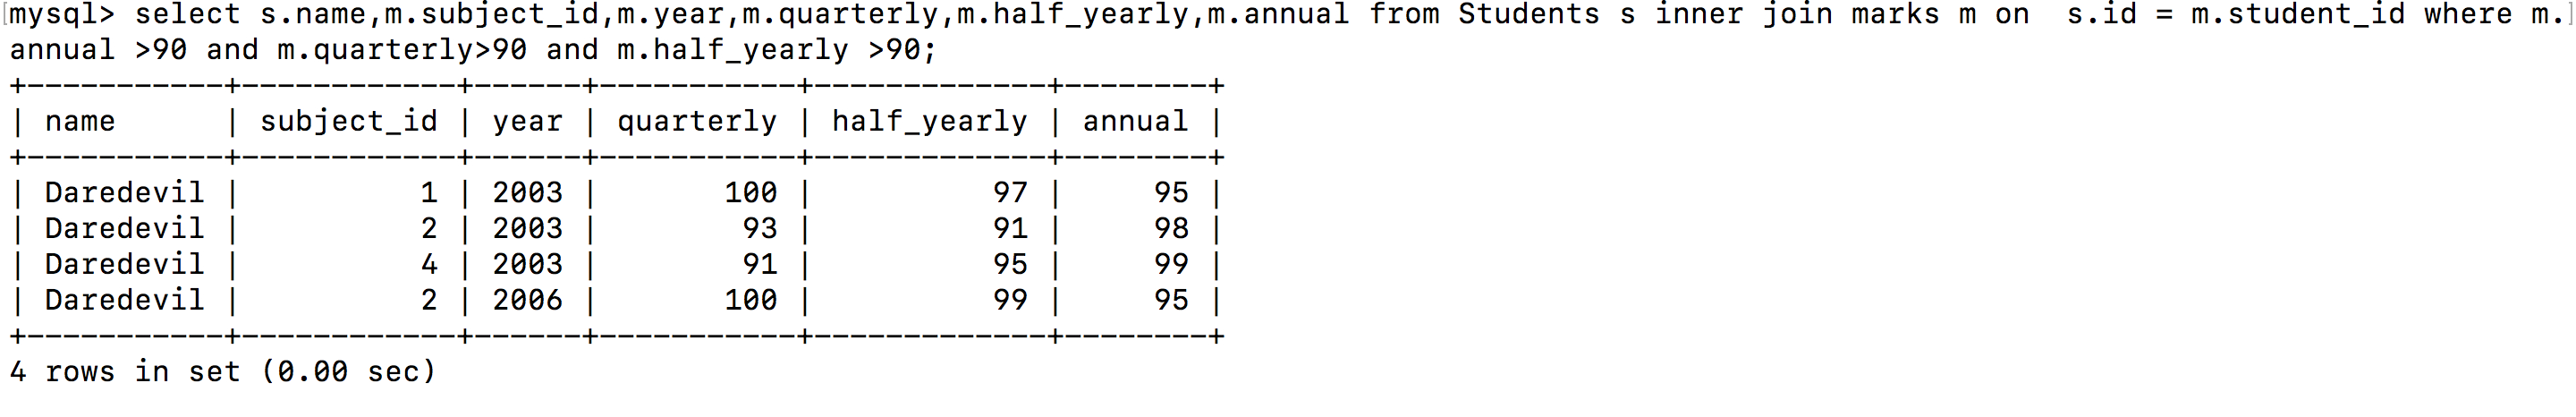 [mysql> select s.name,m.subject_id,m.year,m.quarterly,m.half_yearly,m.annual from Students s inner join marks m on  s.id = m.student_id where m.]
annual >90 and m.quarterly>90 and m.half_yearly >90;
+-----------+------------+------+-----------+-------------+--------+
| name      | subject_id | year | quarterly | half_yearly | annual |
+-----------+------------+------+-----------+-------------+--------+
| Daredevil |          1 | 2003 |       100 |          97 |     95 |
| Daredevil |          2 | 2003 |        93 |          91 |     98 |
| Daredevil |          4 | 2003 |        91 |          95 |     99 |
| Daredevil |          2 | 2006 |       100 |          99 |     95 |
+-----------+------------+------+-----------+-------------+--------+
4 rows in set (0.00 sec)